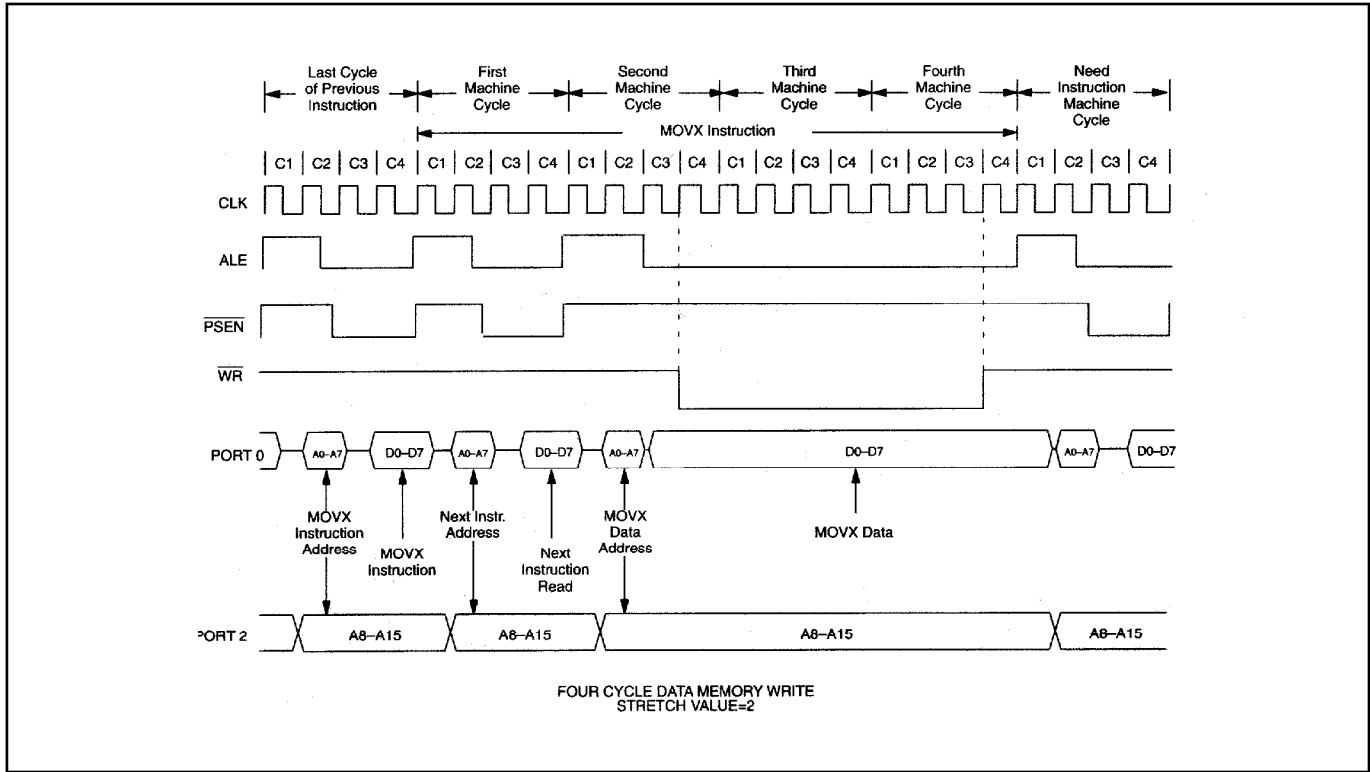 Last Cycle of Previous Instruction
First Machine Cycle
Second Machine Cycle
Third Machine Cycle
Fourth Machine Cycle
Need Instruction Machine Cycle
MOVX Instruction
C1 C2 C3 C4 C1 C2 C3 C4 C1 C2 C3 C4 C1 C2 C3 C4 C1 C2 C3 C4 C1 C2 C3 C4
CLK
ALE
PSEN
WR
PORT 0
A0–A7 D0–D7 A0–A7 D0–D7 A0–A7 D0–D7 A0–A7 D0–D7
MOVX Instruction Address
MOVX Instruction
Next Instr. Address
Next Instruction Read
MOVX Data Address
MOVX Data
PORT 2
A8–A15 A8–A15 A8–A15 A8–A15
FOUR CYCLE DATA MEMORY WRITE
STRETCH VALUE=2